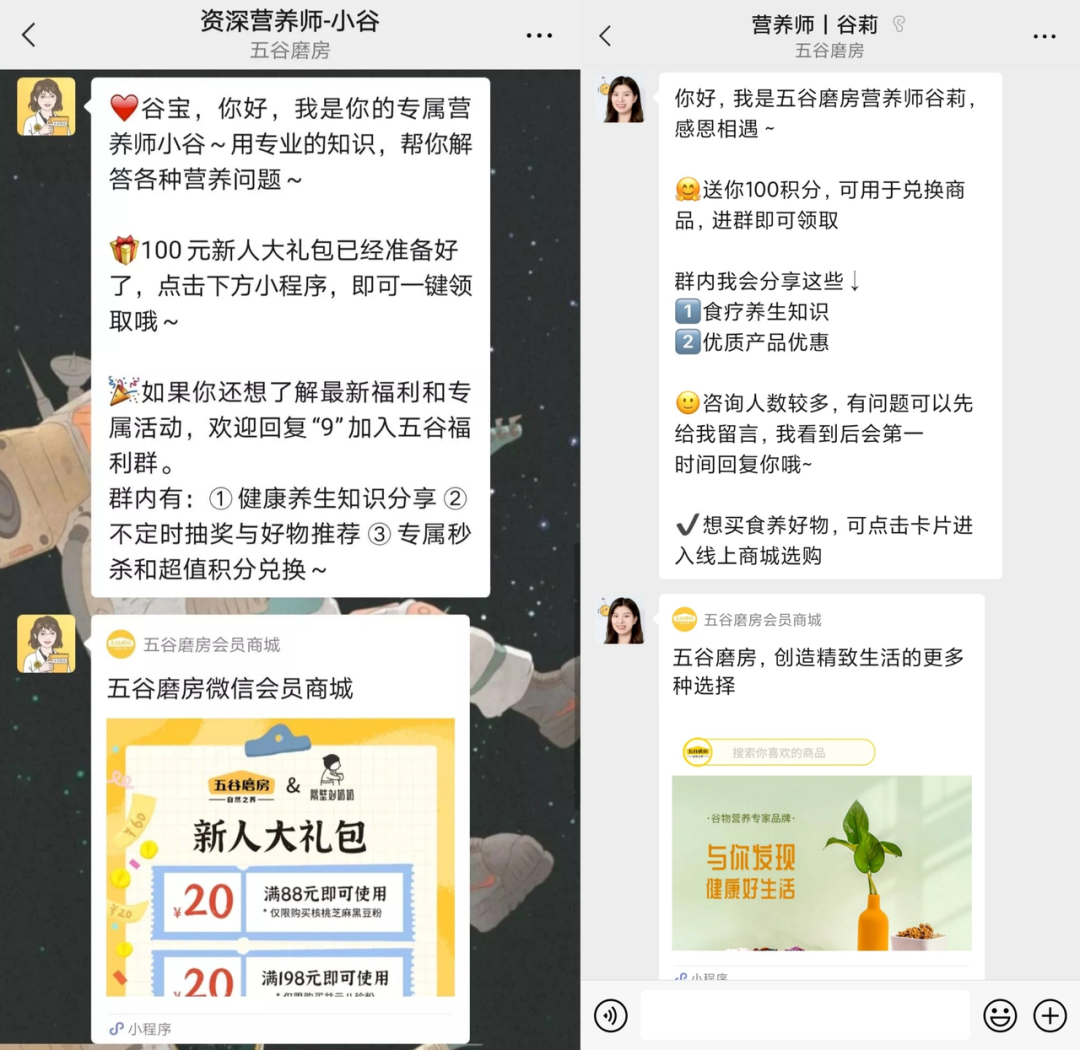 资深营养师-小谷
五谷磨房
❤️谷宝，你好，我是你的专属营
养师小谷～用专业的知识，帮你解
答各种营养问题～
🎁100 元新人大礼包已经准备好
了，点击下方小程序，即可一键领
取哦～
🎉如果你还想了解最新福利和专
属活动，欢迎回复“9”加入五谷福
利群。
群内有：① 健康养生知识分享 ②
不定时抽奖与好物推荐 ③ 专属秒
杀和超值积分兑换～
五谷磨房会员商城
五谷磨房微信会员商城
五谷磨房
自然之养
&
隔壁刘奶奶
新人大礼包
¥60
¥20
¥20
满88元即可使用
*仅限购买核桃芝麻黑豆粉
¥20
满198元即可使用
小程序
营养师丨谷莉
五谷磨房
你好，我是五谷磨房营养师谷莉，
感恩相遇～
🤗送你100积分，可用于兑换商
品，进群即可领取
群内我会分享这些↓
1️⃣食疗养生知识
2️⃣优质产品优惠
🙂咨询人数较多，有问题可以先
给我留言，我看到后会第一
时间回复你哦~
✔️想买食养好物，可点击卡片进
入线上商城选购
五谷磨房会员商城
五谷磨房，创造精致生活的更多
种选择
五谷磨房
搜索你喜欢的商品
·谷物营养专家品牌·
与你发现
健康好生活
小程序